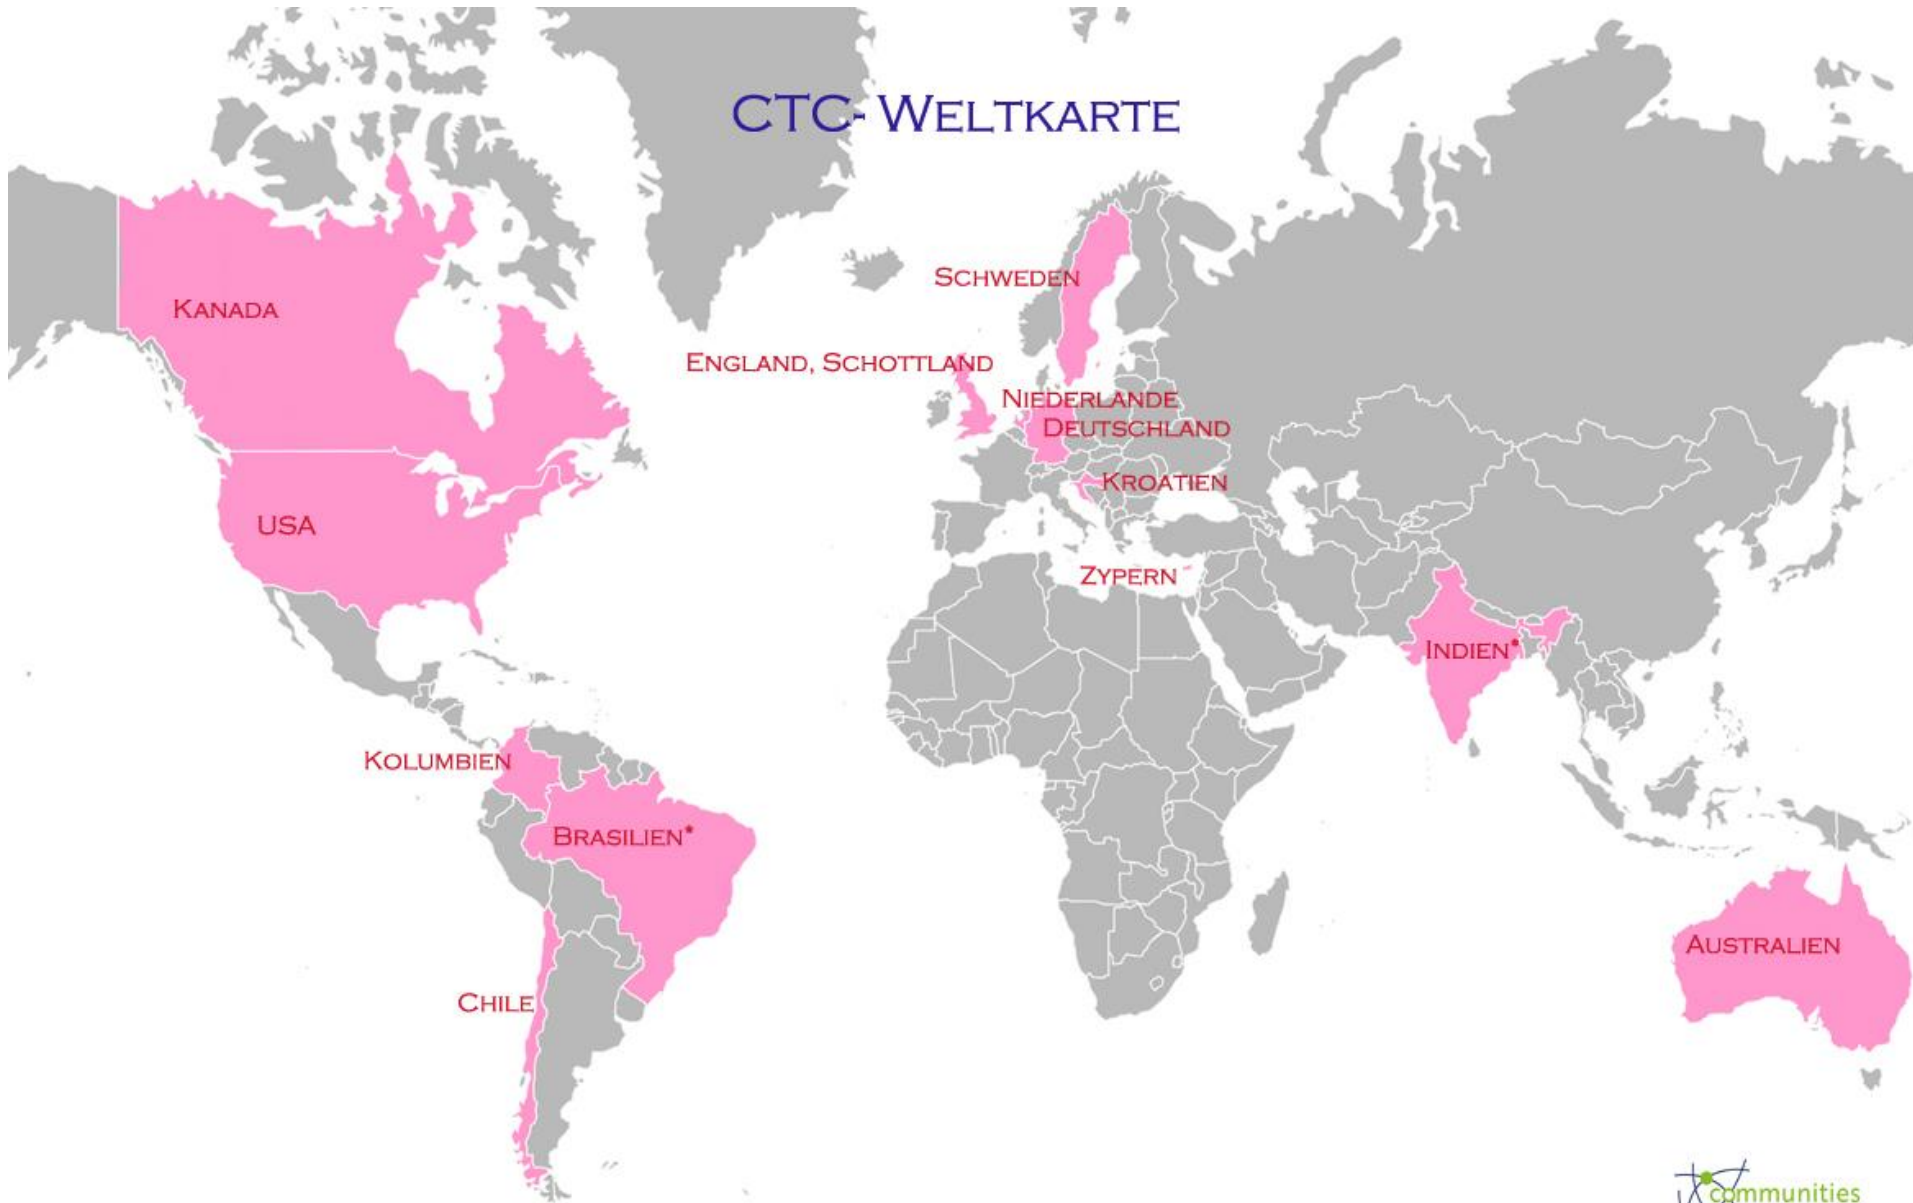 CTC- WELTKARTE
SCHWEDEN
KANADA
ENGLAND, SCHOTTLAND
NIEDERLANDE
DEUTSCHLAND
KROATIEN
USA
ZYPERN
INDIEN*
KOLUMBIEN
BRASILIEN*
AUSTRALIEN
CHILE
communities